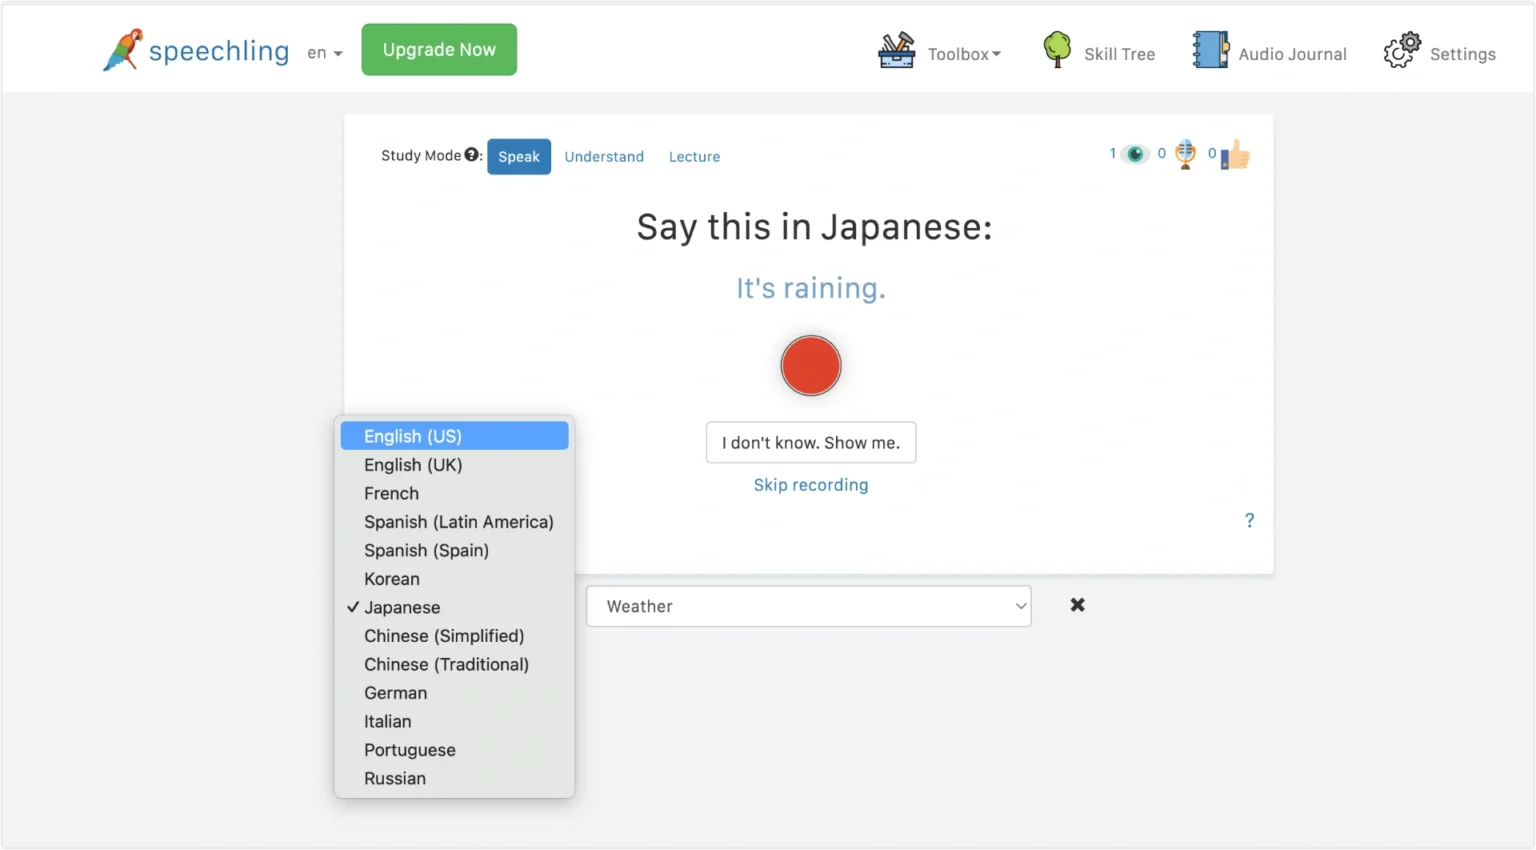 speechling en Upgrade Now Toolbox Skill Tree Audio Journal Settings
Study Mode ?: Speak Understand Lecture 1 0 0
Say this in Japanese:
It's raining.
I don't know. Show me.
Skip recording
?
English (US)
English (UK)
French
Spanish (Latin America)
Spanish (Spain)
Korean
✓ Japanese
Chinese (Simplified)
Chinese (Traditional)
German
Italian
Portuguese
Russian
Weather ✖